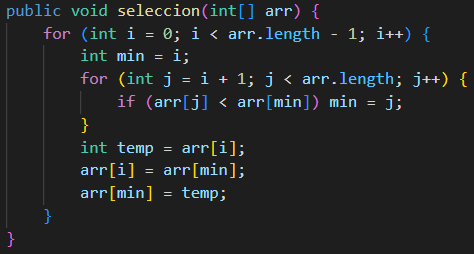 public void seleccion(int[] arr) {
    for (int i = 0; i < arr.length - 1; i++) {
        int min = i;
        for (int j = i + 1; j < arr.length; j++) {
            if (arr[j] < arr[min]) min = j;
        }
        int temp = arr[i];
        arr[i] = arr[min];
        arr[min] = temp;
    }
}